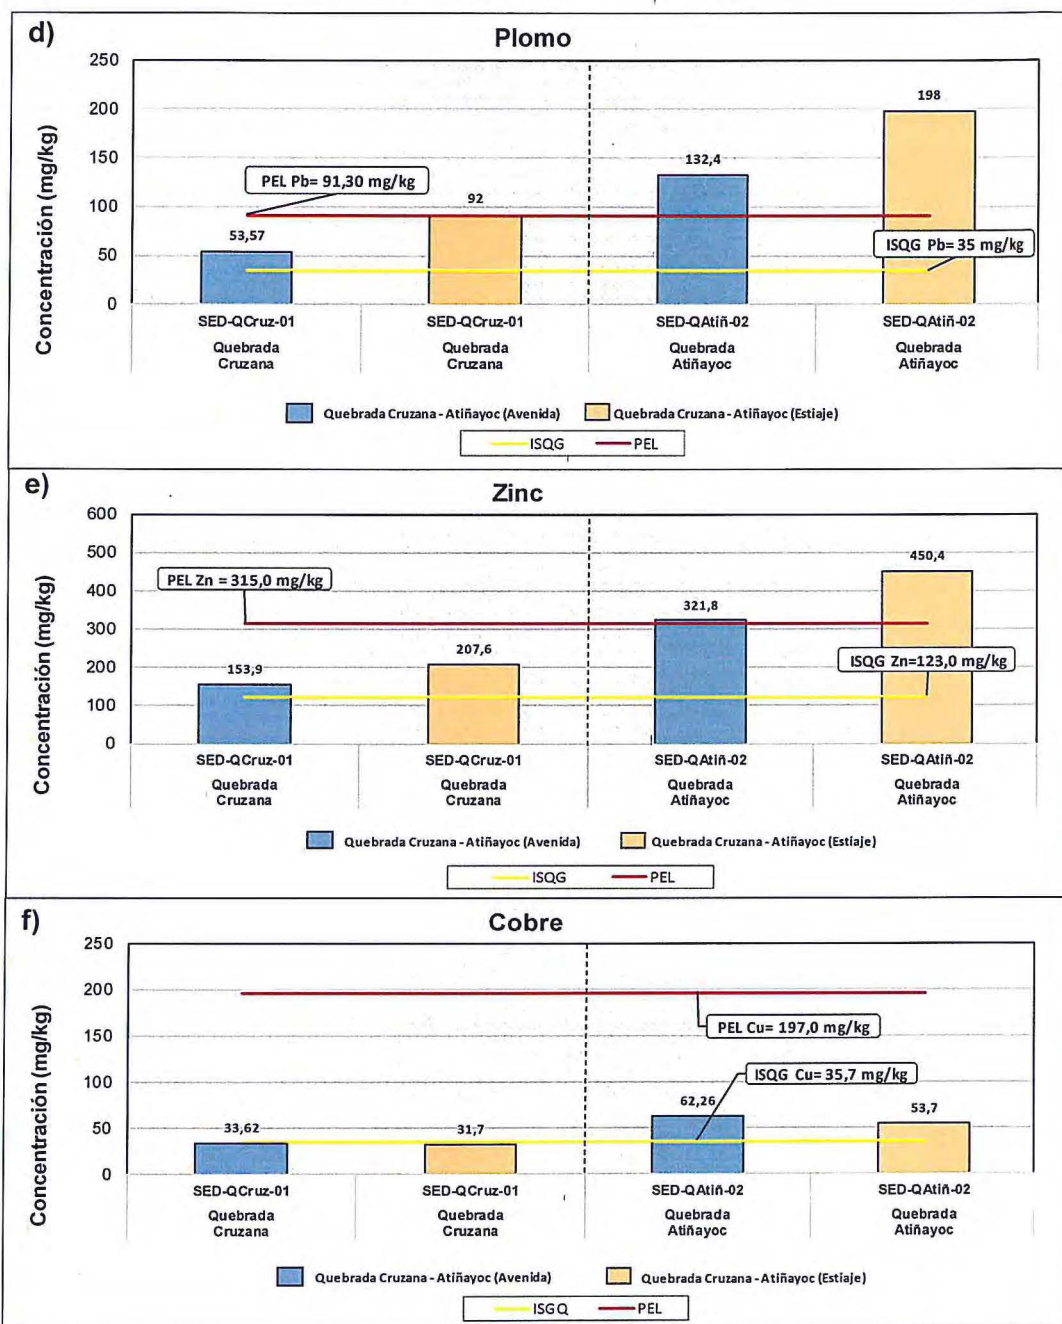 d)
Plomo
Concentración (mg/kg)
250
200
150
100
50
0
PEL Pb= 91,30 mg/kg
ISQG Pb= 35 mg/kg
53,57
92
132,4
198
SED-QCruz-01 SED-QCruz-01 SED-QAtiñ-02 SED-QAtiñ-02
Quebrada Quebrada Quebrada Quebrada
Cruzana Cruzana Atiñayoc Atiñayoc
Quebrada Cruzana - Atiñayoc (Avenida) Quebrada Cruzana - Atiñayoc (Estiaje)
ISQG PEL
e)
Zinc
Concentración (mg/kg)
600
500
400
300
200
100
0
PEL Zn = 315,0 mg/kg
ISQG Zn=123,0 mg/kg
153,9
207,6
321,8
450,4
SED-QCruz-01 SED-QCruz-01 SED-QAtiñ-02 SED-QAtiñ-02
Quebrada Quebrada Quebrada Quebrada
Cruzana Cruzana Atiñayoc Atiñayoc
Quebrada Cruzana - Atiñayoc (Avenida) Quebrada Cruzana - Atiñayoc (Estiaje)
ISQG PEL
f)
Cobre
Concentración (mg/kg)
250
200
150
100
50
0
PEL Cu= 197,0 mg/kg
ISQG Cu= 35,7 mg/kg
33,62
31,7
62,26
53,7
SED-QCruz-01 SED-QCruz-01 SED-QAtiñ-02 SED-QAtiñ-02
Quebrada Quebrada Quebrada Quebrada
Cruzana Cruzana Atiñayoc Atiñayoc
Quebrada Cruzana - Atiñayoc (Avenida) Quebrada Cruzana - Atiñayoc (Estiaje)
ISGQ PEL